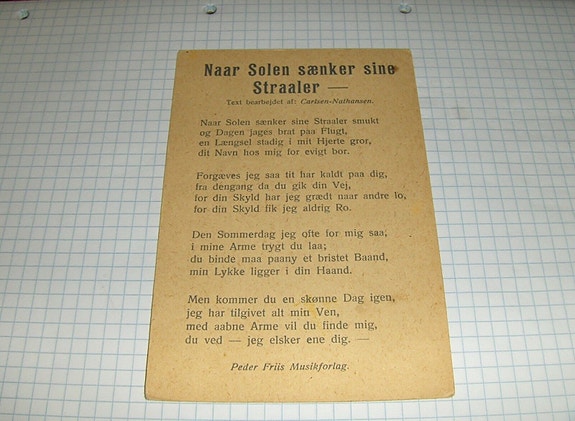 Naar Solen sænker sine
Straaler —
Text bearbejdet af: Carlsen-Nathansen.
Naar Solen sænker sine Straaler smukt
og Dagen jages brat paa Flugt,
en Længsel stadig i mit Hjerte gror,
dit Navn hos mig for evigt bor.
Forgæves jeg saa tit har kaldt paa dig,
fra dengang da du gik din Vej,
for din Skyld har jeg grædt naar andre lo,
for din Skyld fik jeg aldrig Ro.
Den Sommerdag jeg ofte for mig saa;
i mine Arme trygt du laa;
du binde maa paany et bristet Baand,
min Lykke ligger i din Haand.
Men kommer du en skønne Dag igen,
jeg har tilgivet alt min Ven,
med aabne Arme vil du finde mig,
du ved — jeg elsker ene dig. —
Peder Friis Musikforlag.